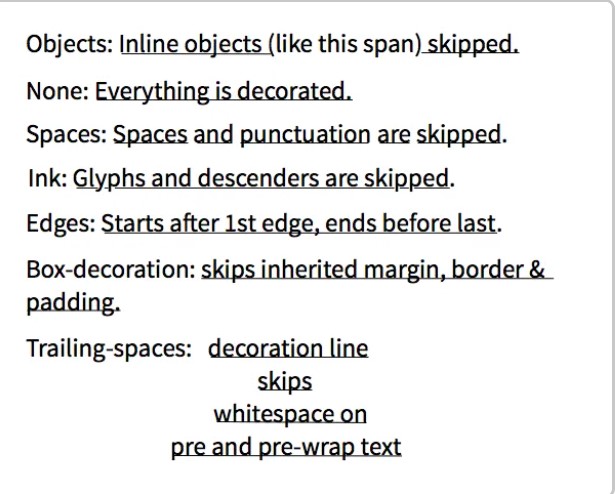 Objects: Inline objects (like this span) skipped.
None: Everything is decorated.
Spaces: Spaces and punctuation are skipped.
Ink: Glyphs and descenders are skipped.
Edges: Starts after 1st edge, ends before last.
Box-decoration: skips inherited margin, border &
padding.
Trailing-spaces: decoration line
skips
whitespace on
pre and pre-wrap text